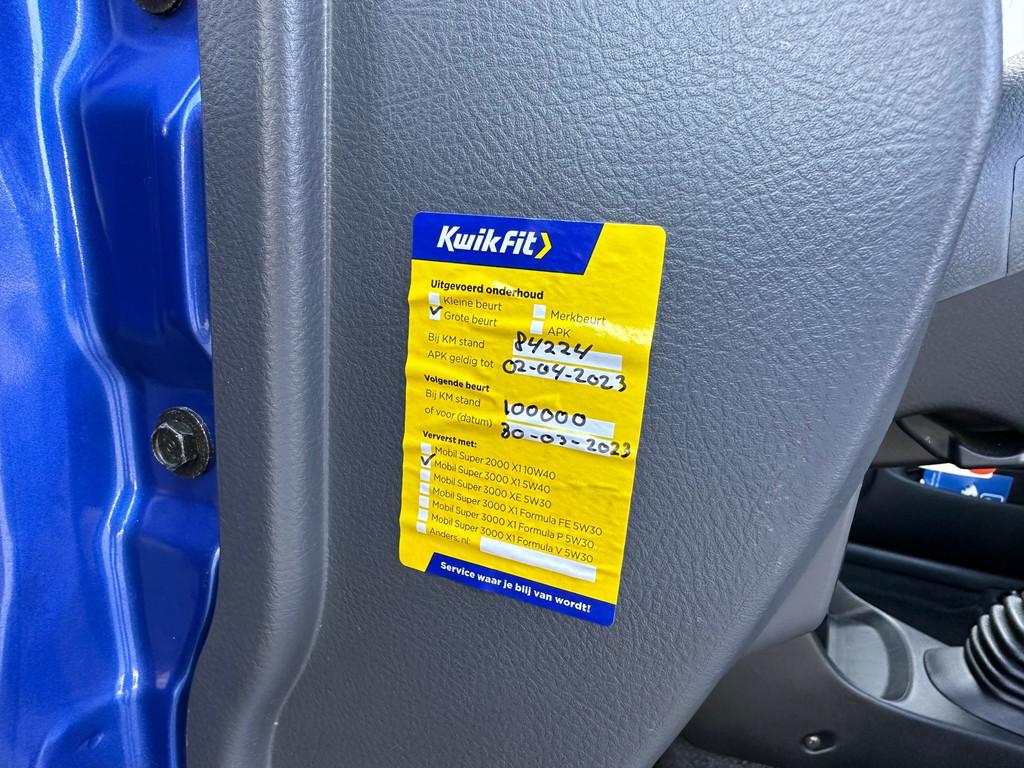 KwikFit
Uitgevoerd onderhoud
Kleine beurt
Merkbeurt
Grote beurt
APK
Bij KM stand 84224
APK geldig tot 02-04-2023
Volgende beurt
Bij KM stand 100000
of voor (datum) 30-03-2023
Ververst met:
Mobil Super 2000 X1 10W40
Mobil Super 3000 X1 5W40
Mobil Super 3000 XE 5W30
Mobil Super 3000 X1 Formula FE 5W30
Mobil Super 3000 X1 Formula P 5W30
Mobil Super 3000 X1 Formula V 5W30
Anders, nl:
Service waar je blij van wordt!